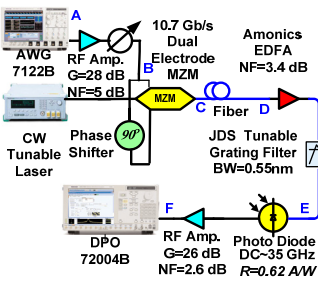 A
AWG
7122B
RF Amp.
G=28 dB
NF=5 dB
B
10.7 Gb/s
Dual
Electrode
MZM
MZM
C
Fiber
D
Amonics
EDFA
NF=3.4 dB
CW
Tunable
Laser
Phase
Shifter
90°
JDS Tunable
Grating Filter
BW=0.55nm
E
Photo Diode
DC~35 GHz
R=0.62 A/W
F
RF Amp.
G=26 dB
NF=2.6 dB
DPO
72004B